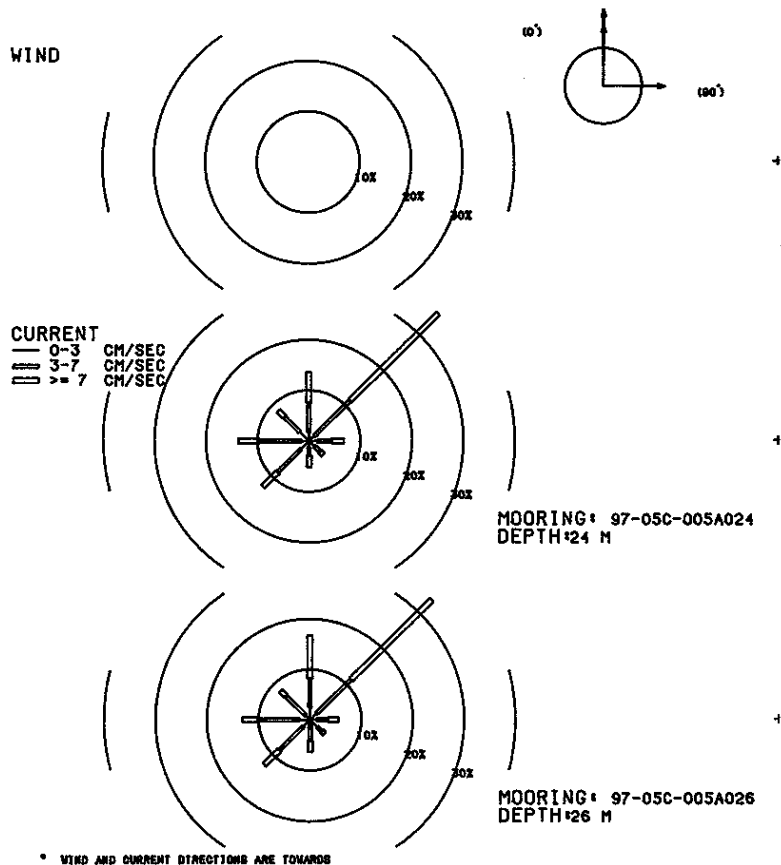 (0°)
WIND
(90°)
10%
20%
30%
CURRENT
0-3 CM/SEC
3-7 CM/SEC
>= 7 CM/SEC
10%
20%
30%
MOORING: 97-05C-005A024
DEPTH:24 M
10%
20%
30%
MOORING: 97-05C-005A026
DEPTH:26 M
* WIND AND CURRENT DIRECTIONS ARE TOWARDS